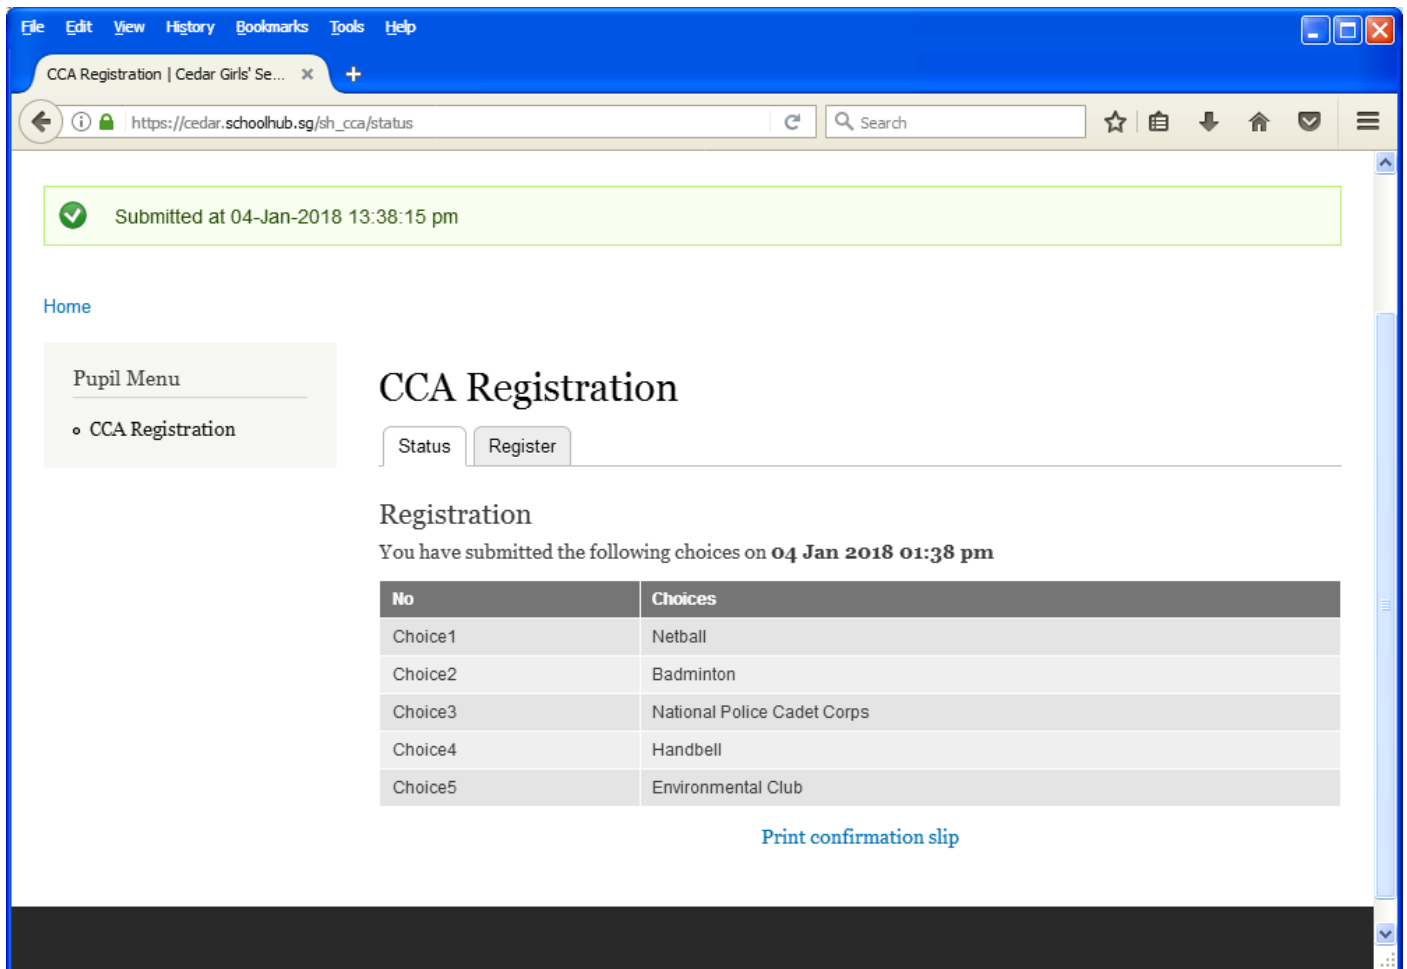 File Edit View History Bookmarks Tools Help
CCA Registration | Cedar Girls' Se...
https://cedar.schoolhub.sg/sh_cca/status
Search
Submitted at 04-Jan-2018 13:38:15 pm
Home
Pupil Menu
CCA Registration
CCA Registration
Status Register
Registration
You have submitted the following choices on 04 Jan 2018 01:38 pm
No Choices
Choice1 Netball
Choice2 Badminton
Choice3 National Police Cadet Corps
Choice4 Handbell
Choice5 Environmental Club
Print confirmation slip